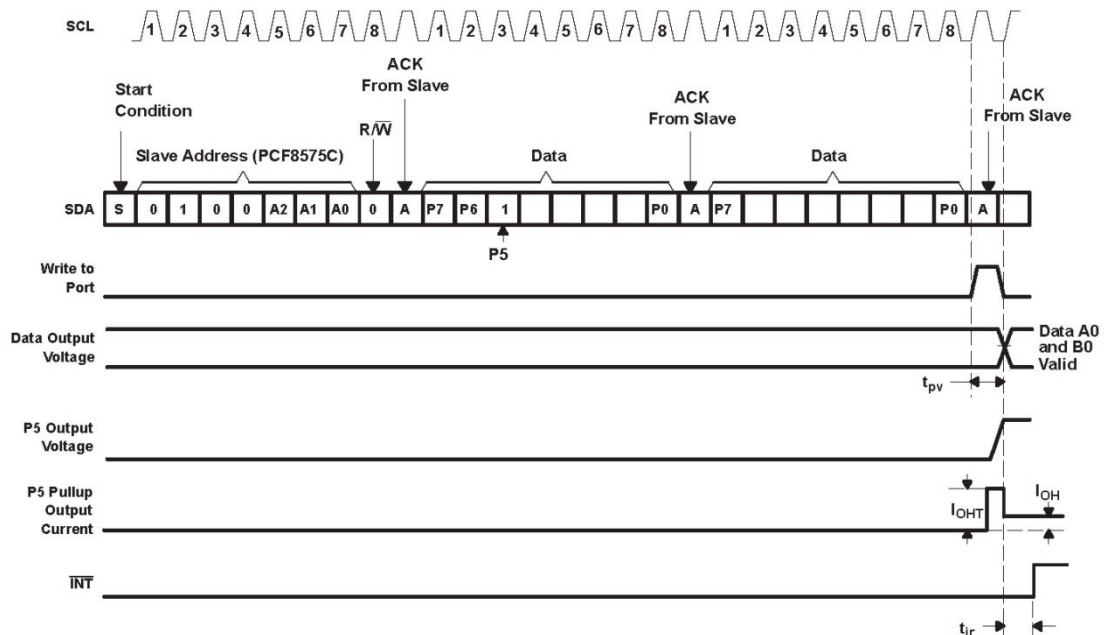 SCL 1 2 3 4 5 6 7 8 1 2 3 4 5 6 7 8 1 2 3 4 5 6 7 8
Start
Condition
ACK
From Slave
ACK
From Slave
ACK
From Slave
R/W̅
Slave Address (PCF8575C)
Data
Data
SDA S 0 1 0 0 A2 A1 A0 0 A P7 P6 1 P0 A P7 P0 A
P5
Write to
Port
Data Output
Voltage
Data A0
and B0
Valid
tpv
P5 Output
Voltage
P5 Pullup
Output
Current
IOHT
IOH
I̅N̅T̅
tir